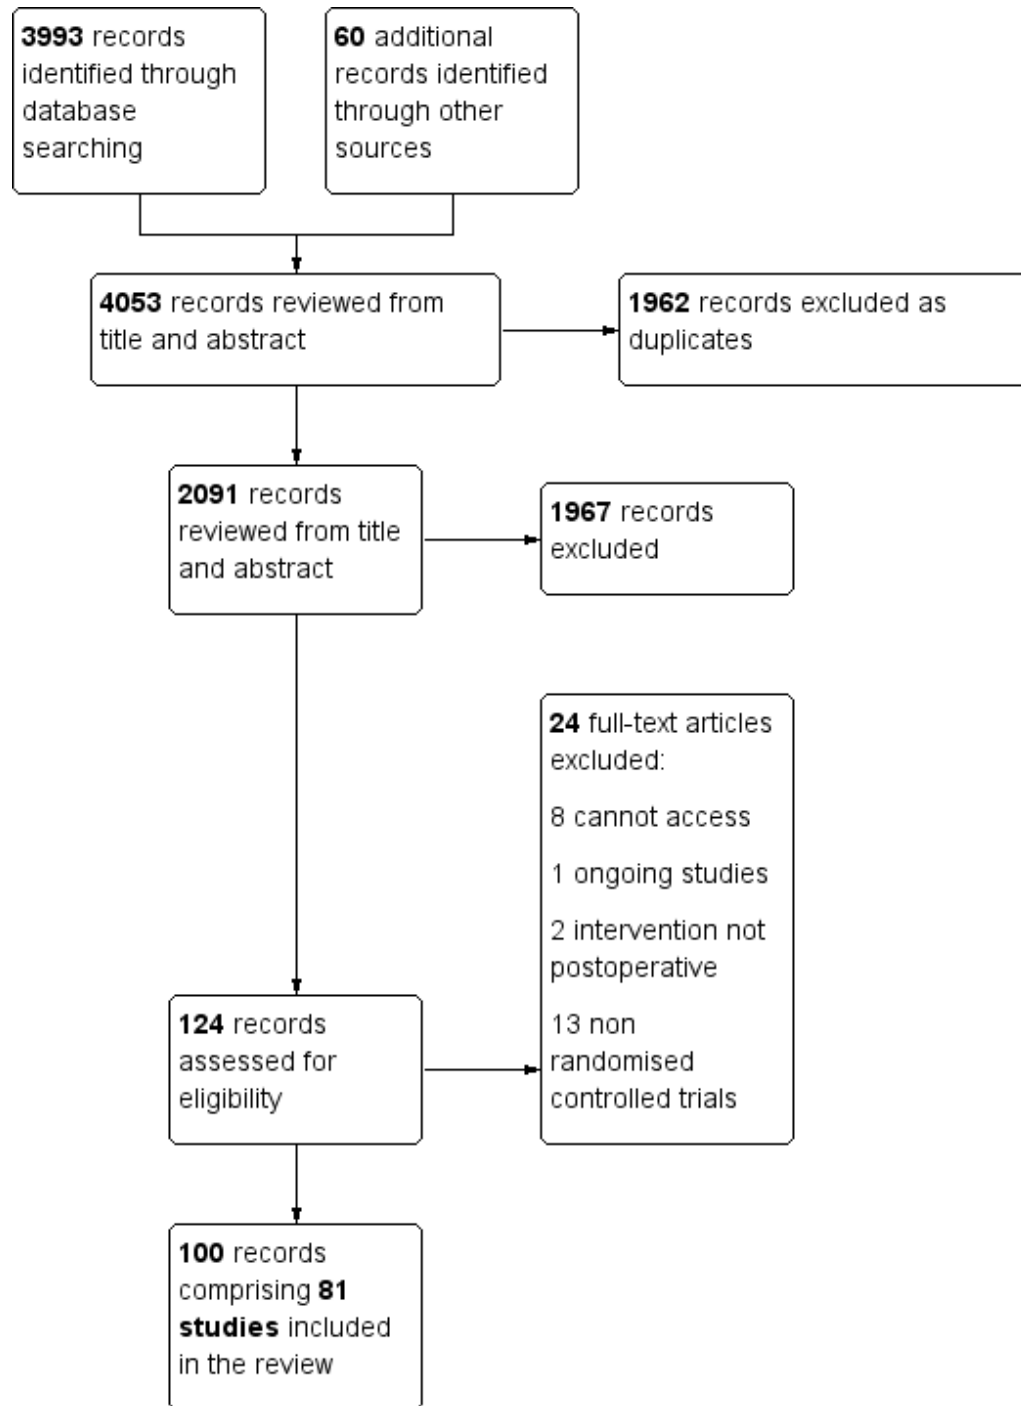 3993 records
identified through
database
searching
60 additional
records identified
through other
sources
4053 records reviewed from
title and abstract
1962 records excluded as
duplicates
2091 records
reviewed from title
and abstract
1967 records
excluded
24 full-text articles
excluded:
8 cannot access
1 ongoing studies
2 intervention not
postoperative
13 non
randomised
controlled trials
124 records
assessed for
eligibility
100 records
comprising 81
studies included
in the review